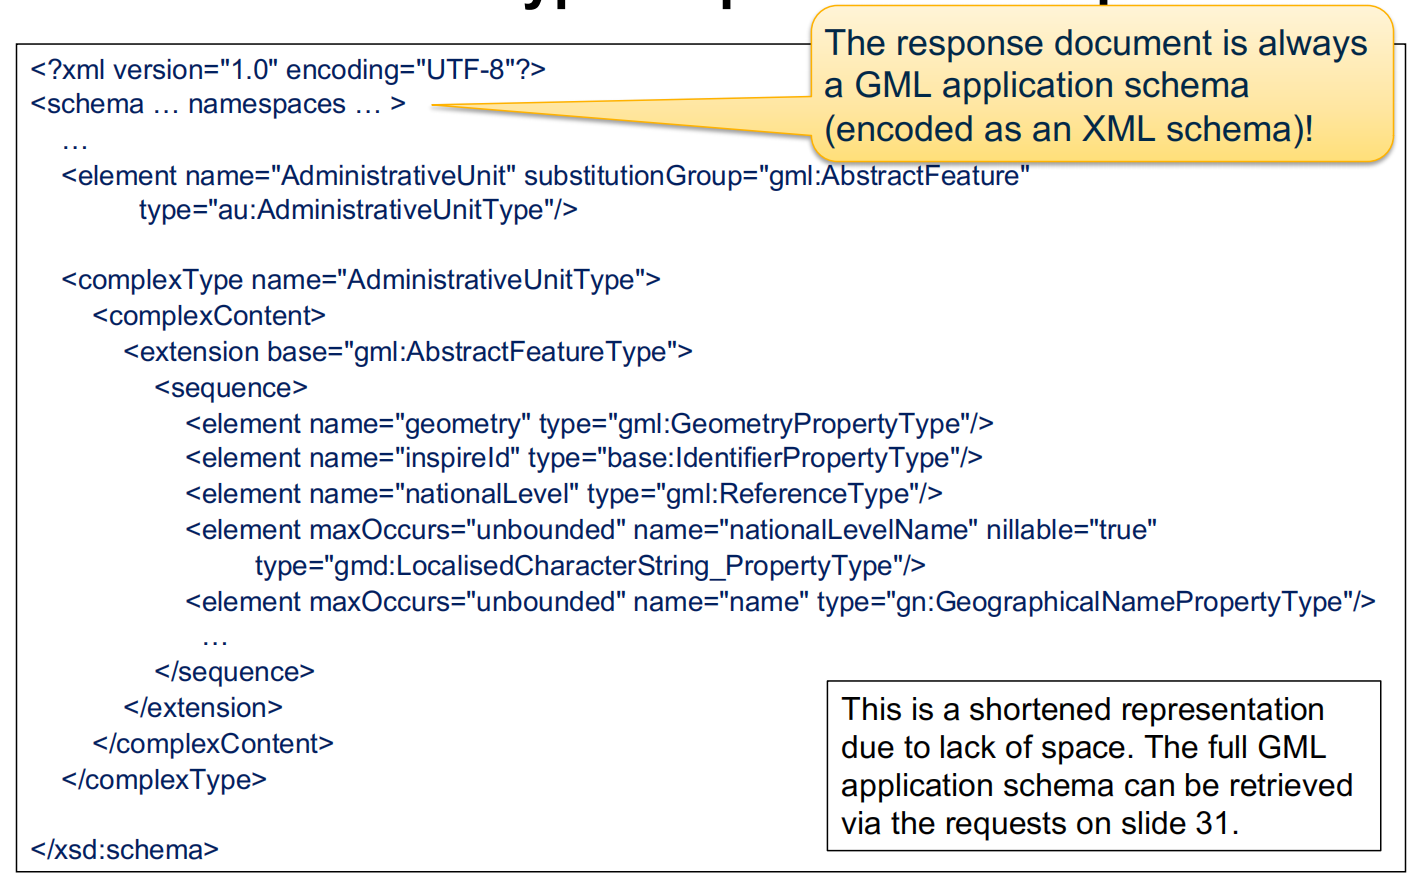 The response document is always
a GML application schema
(encoded as an XML schema)!
<?xml version="1.0" encoding="UTF-8"?>
<schema … namespaces … >
…
<element name="AdministrativeUnit" substitutionGroup="gml:AbstractFeature"
type="au:AdministrativeUnitType"/>
<complexType name="AdministrativeUnitType">
<complexContent>
<extension base="gml:AbstractFeatureType">
<sequence>
<element name="geometry" type="gml:GeometryPropertyType"/>
<element name="inspireId" type="base:IdentifierPropertyType"/>
<element name="nationalLevel" type="gml:ReferenceType"/>
<element maxOccurs="unbounded" name="nationalLevelName" nillable="true"
type="gmd:LocalisedCharacterString_PropertyType"/>
<element maxOccurs="unbounded" name="name" type="gn:GeographicalNamePropertyType"/>
…
</sequence>
</extension>
</complexContent>
</complexType>
</xsd:schema>
This is a shortened representation
due to lack of space. The full GML
application schema can be retrieved
via the requests on slide 31.